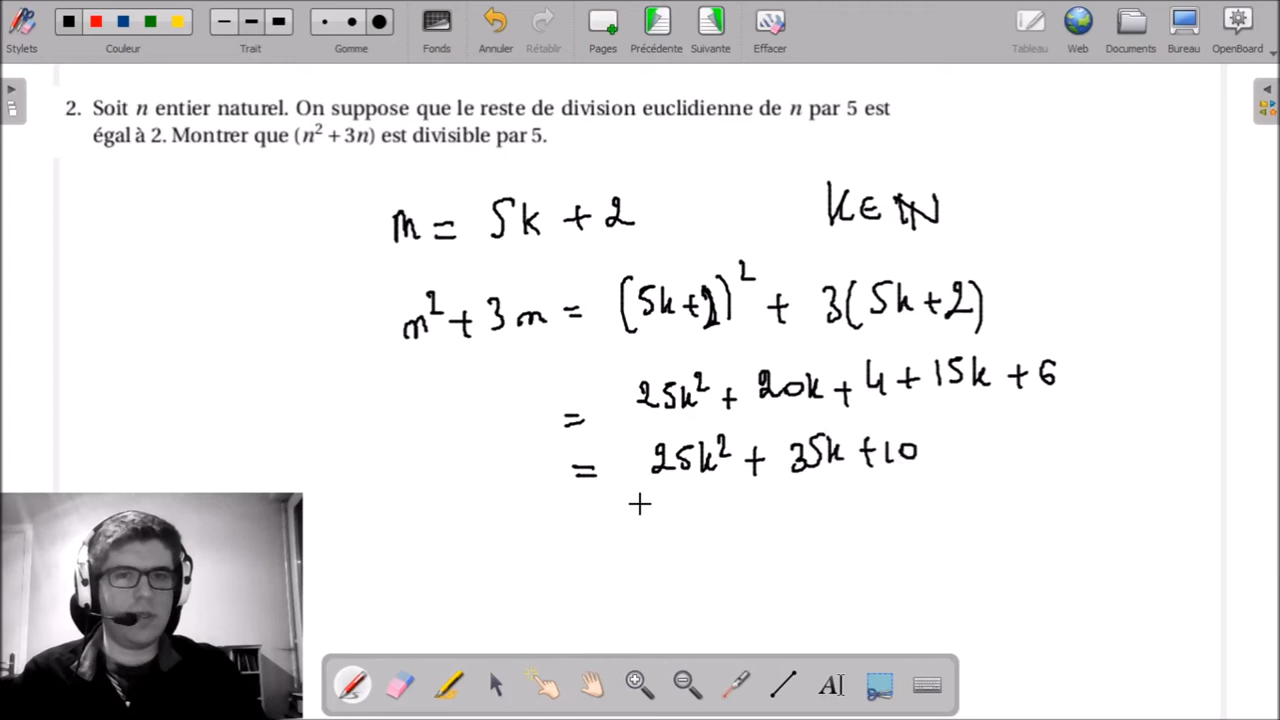 Stylets
Couleur
Trait
Gomme
Fonds
Annuler
Rétablir
Pages
Précédente
Suivante
Effacer
Tableau
Web
Documents
Bureau
OpenBoard
2. Soit n entier naturel. On suppose que le reste de division euclidienne de n par 5 est
égal à 2. Montrer que (n² + 3n) est divisible par 5.
n = 5k + 2 K ∈ ℕ
n² + 3n = (5k+2)² + 3(5k+2)
= 25k² + 20k + 4 + 15k + 6
= 25k² + 35k + 10
AI